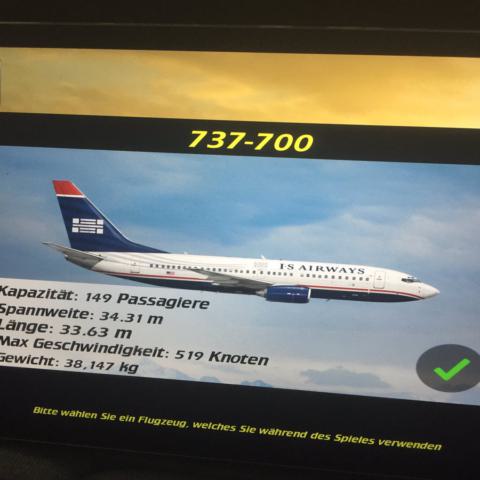 737-700
I-S AIRWAYS
Kapazität: 149 Passagiere
Spannweite: 34.31 m
Länge: 33.63 m
Max Geschwindigkeit: 519 Knoten
Gewicht: 38,147 kg
Bitte wählen Sie ein Flugzeug, welches Sie während des Spieles verwenden